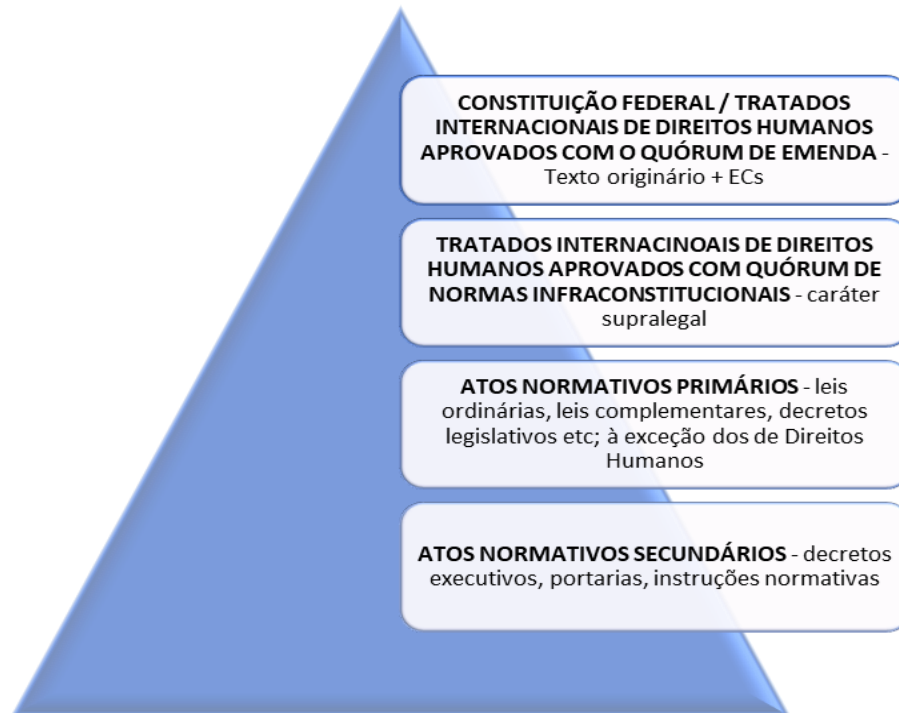 CONSTITUIÇÃO FEDERAL / TRATADOS
INTERNACIONAIS DE DIREITOS HUMANOS
APROVADOS COM O QUÓRUM DE EMENDA -
Texto originário + ECs
TRATADOS INTERNACINOAIS DE DIREITOS
HUMANOS APROVADOS COM QUÓRUM DE
NORMAS INFRACONSTITUCIONAIS - caráter
supralegal
ATOS NORMATIVOS PRIMÁRIOS - leis
ordinárias, leis complementares, decretos
legislativos etc; à exceção dos de Direitos
Humanos
ATOS NORMATIVOS SECUNDÁRIOS - decretos
executivos, portarias, instruções normativas